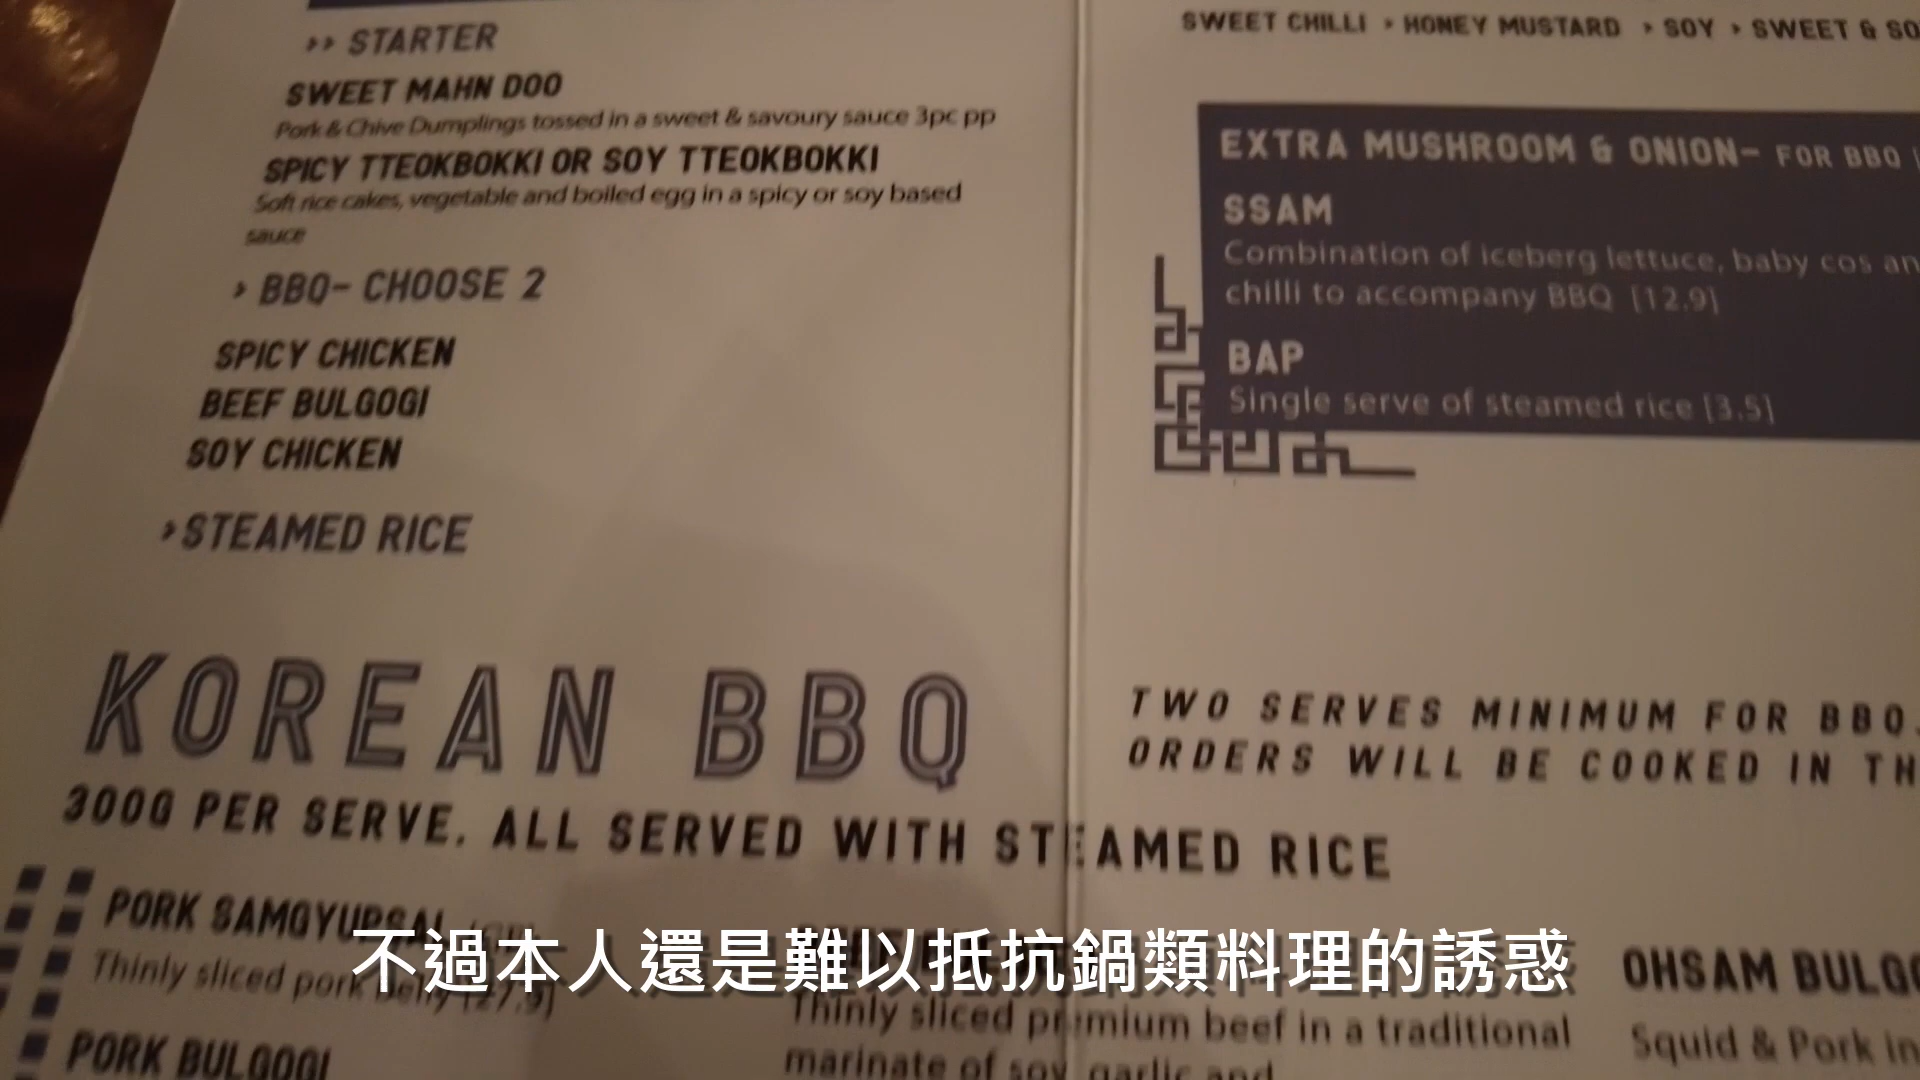 >> STARTER
SWEET MAHN DOO
Pork & Chive Dumplings tossed in a sweet & savoury sauce 3pc pp
SPICY TTEOKBOKKI OR SOY TTEOKBOKKI
Soft rice cakes, vegetable and boiled egg in a spicy or soy based
sauce
> BBQ- CHOOSE 2
SPICY CHICKEN
BEEF BULGOGI
SOY CHICKEN
>STEAMED RICE
SWEET CHILLI > HONEY MUSTARD > SOY > SWEET & SO
EXTRA MUSHROOM & ONION- FOR BBQ
SSAM
Combination of iceberg lettuce, baby cos an
chilli to accompany BBQ [12.9]
BAP
Single serve of steamed rice [3.5]
KOREAN BBQ
300G PER SERVE. ALL SERVED WITH STEAMED RICE
TWO SERVES MINIMUM FOR BBQ.
ORDERS WILL BE COOKED IN TH
PORK SAMGYUPSAL
Thinly sliced pork belly [27.9]
PORK BULGOGI
Thinly sliced premium beef in a traditional
marinate of soy, garlic and
OHSAM BULGO
Squid & Pork in
不過本人還是難以抵抗鍋類料理的誘惑